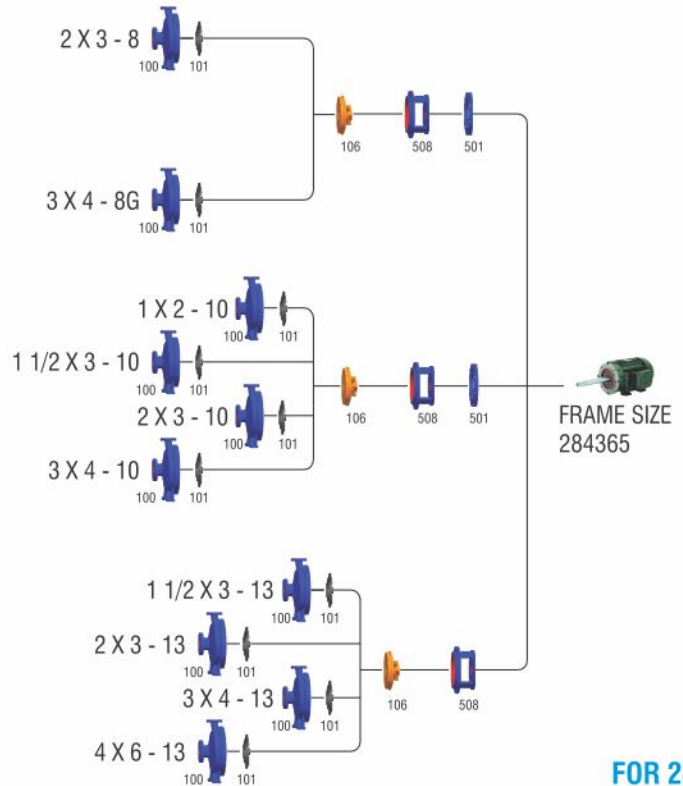 2 X 3 - 8
100
101
106
508
501
3 X 4 - 8G
100
101
1 X 2 - 10
100
101
1 1/2 X 3 - 10
100
101
106
508
501
2 X 3 - 10
100
101
3 X 4 - 10
100
101
FRAME SIZE
284365
1 1/2 X 3 - 13
100
101
2 X 3 - 13
100
101
106
508
3 X 4 - 13
100
101
4 X 6 - 13
100
101
FOR 2